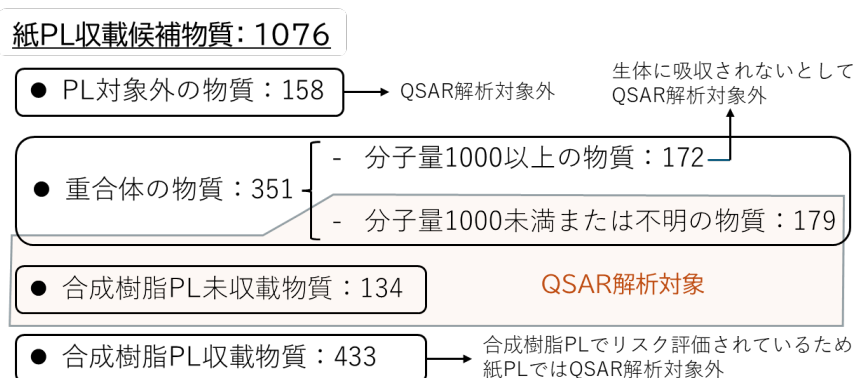 紙PL収載候補物質：1076
● PL対象外の物質：158
QSAR解析対象外
生体に吸収されないとして
QSAR解析対象外
● 重合体の物質：351
- 分子量1000以上の物質：172
- 分子量1000未満または不明の物質：179
● 合成樹脂PL未収載物質：134
QSAR解析対象
● 合成樹脂PL収載物質：433
合成樹脂PLでリスク評価されているため
紙PLではQSAR解析対象外